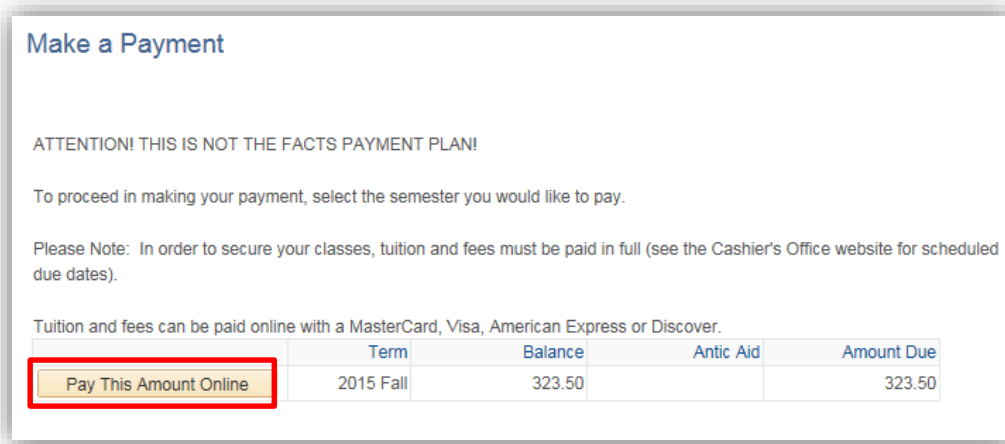 Make a Payment
ATTENTION! THIS IS NOT THE FACTS PAYMENT PLAN!
To proceed in making your payment, select the semester you would like to pay.
Please Note:  In order to secure your classes, tuition and fees must be paid in full (see the Cashier's Office website for scheduled
due dates).
Tuition and fees can be paid online with a MasterCard, Visa, American Express or Discover.
Term Balance Antic Aid Amount Due
Pay This Amount Online 2015 Fall 323.50 323.50